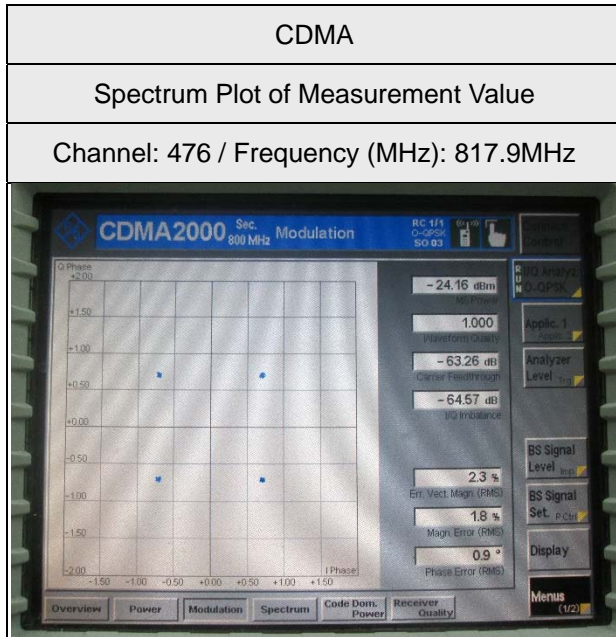 CDMA
Spectrum Plot of Measurement Value
Channel: 476 / Frequency (MHz): 817.9MHz
CDMA2000 Sec. 800 MHz Modulation
RC 1/1
O-QPSK
SO 03
Connect.
Control
Q Phase
+2.00
+1.50
+1.00
+0.50
+0.00
-0.50
-1.00
-1.50
-2.00
-1.50 -1.00 -0.50 +0.00 +0.50 +1.00 +1.50
I Phase
-24.16 dBm
MS Power
1.000
Waveform Quality
-63.26 dB
Carrier Feedthrough
-64.57 dB
I/Q Imbalance
2.3 %
Err. Vect. Magn. (RMS)
1.8 %
Magn. Error (RMS)
0.9 °
Phase Error (RMS)
RUN
I/Q Analyz.
O-QPSK
Applic. 1
Analyzer
Level Trg
BS Signal
Level Imp.
BS Signal
Set. P.Ctrl
Display
Menus
(1/2)
Overview Power Modulation Spectrum Code Dom. Power Receiver Quality